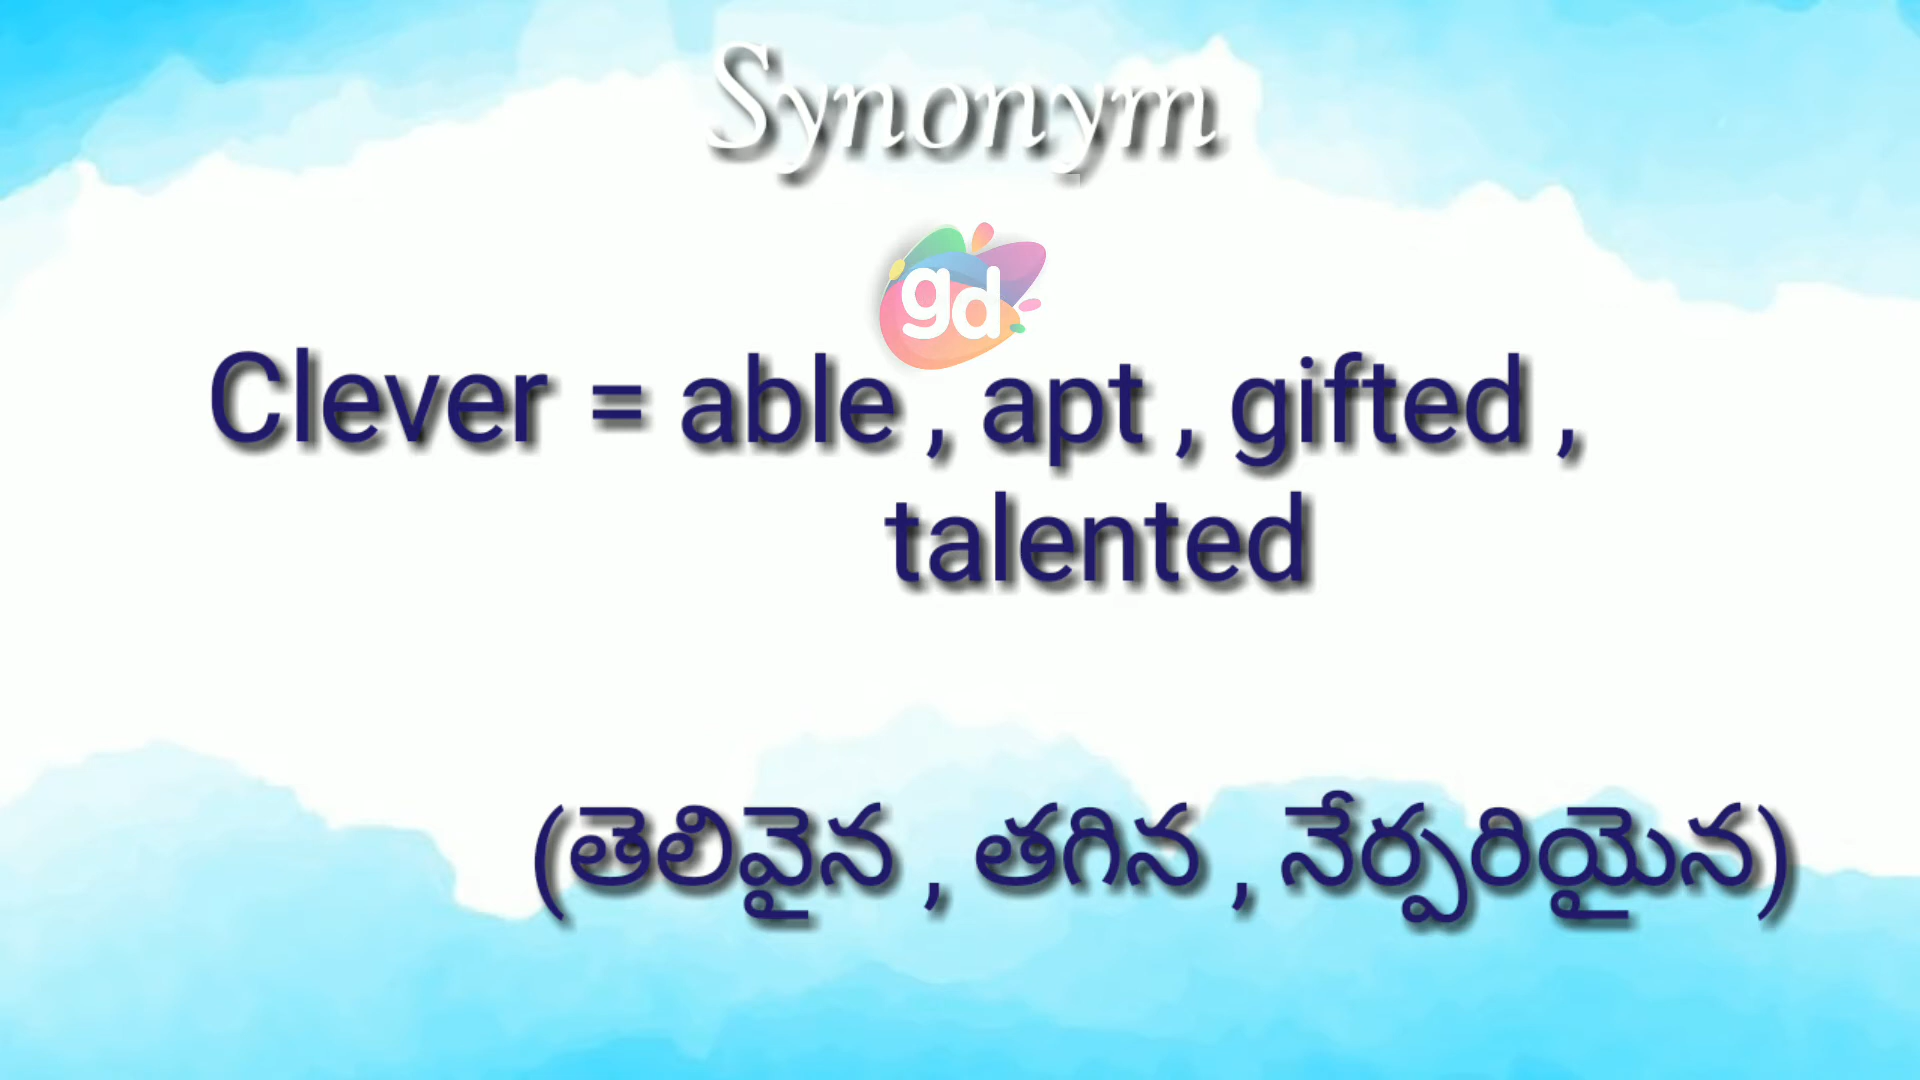 Synonym
gd
Clever = able , apt , gifted ,
talented
(తెలివైన , తగిన , నేర్పరియైన)